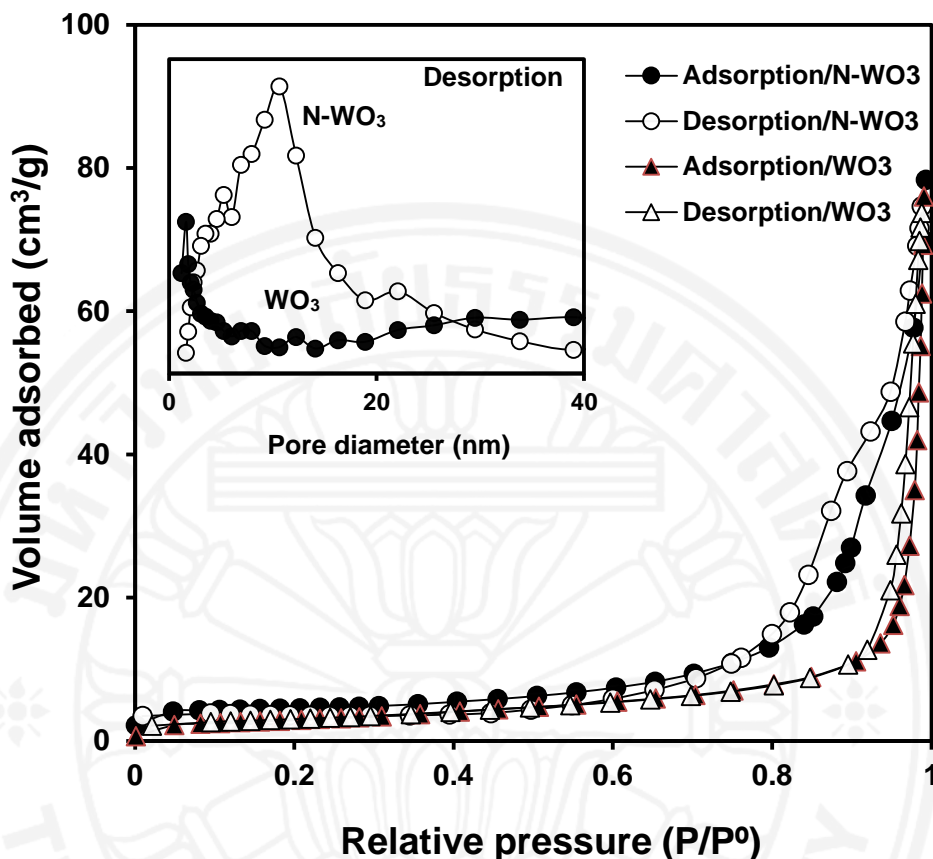 100
80
60
40
20
0
Volume adsorbed (cm³/g)
Desorption
N-WO₃
WO₃
0
20
40
Pore diameter (nm)
Adsorption/N-WO3
Desorption/N-WO3
Adsorption/WO3
Desorption/WO3
0
0.2
0.4
0.6
0.8
1
Relative pressure (P/P⁰)